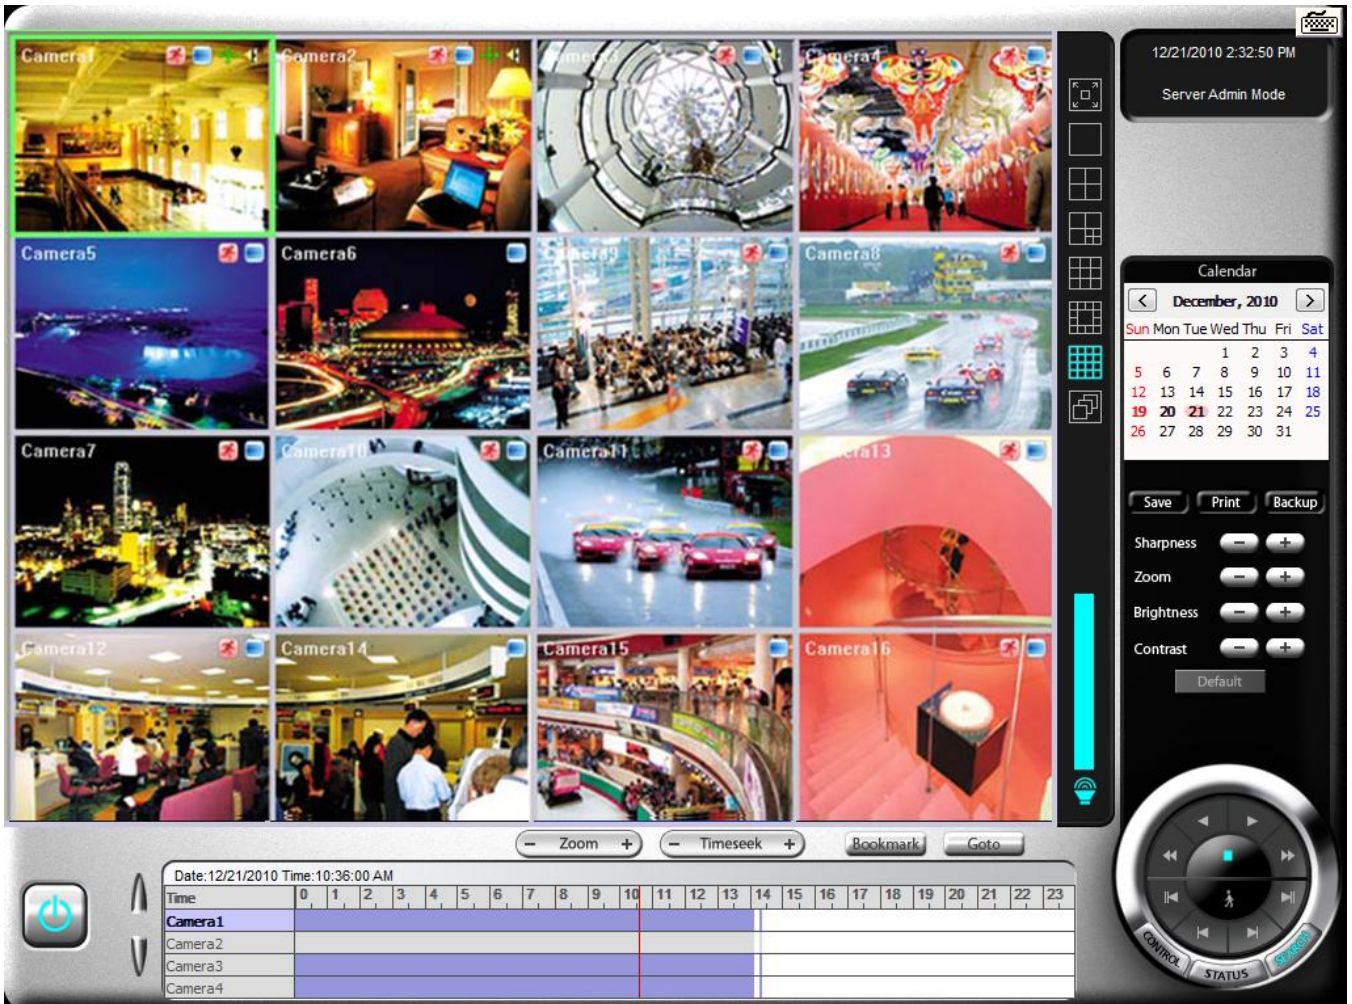 Camera1
Camera2
Camera3
Camera4
12/21/2010 2:32:50 PM
Server Admin Mode
Camera5
Camera6
Camera9
Camera8
Calendar
December, 2010
Sun Mon Tue Wed Thu Fri Sat
1 2 3 4
5 6 7 8 9 10 11
12 13 14 15 16 17 18
19 20 21 22 23 24 25
26 27 28 29 30 31
Camera7
Camera10
Camera11
Camera13
Save Print Backup
Sharpness - +
Zoom - +
Brightness - +
Contrast - +
Default
Camera12
Camera14
Camera15
Camera16
- Zoom +
- Timeseek +
Bookmark
Goto
Date:12/21/2010 Time:10:36:00 AM
Time 0 1 2 3 4 5 6 7 8 9 10 11 12 13 14 15 16 17 18 19 20 21 22 23
Camera1
Camera2
Camera3
Camera4
CONTROL
STATUS
SEARCH